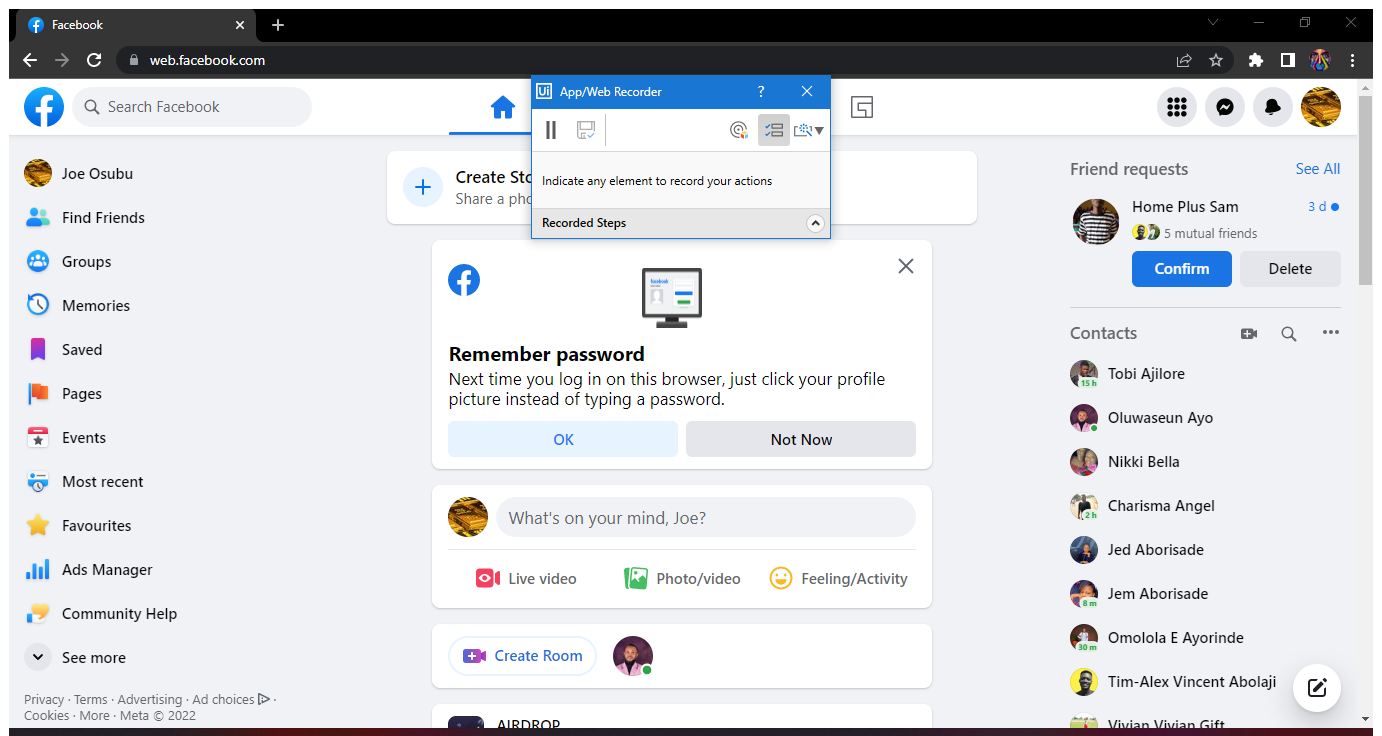 Facebook
web.facebook.com
Search Facebook
Ui App/Web Recorder ?
Indicate any element to record your actions
Recorded Steps
Joe Osubu
Find Friends
Groups
Memories
Saved
Pages
Events
Most recent
Favourites
Ads Manager
Community Help
See more
Privacy · Terms · Advertising · Ad choices ·
Cookies · More · Meta © 2022
Create Sto
Share a pho
facebook
Remember password
Next time you log in on this browser, just click your profile
picture instead of typing a password.
OK
Not Now
What's on your mind, Joe?
Live video
Photo/video
Feeling/Activity
Create Room
AIRDROP
Friend requests
See All
Home Plus Sam
3 d
5 mutual friends
Confirm
Delete
Contacts
Tobi Ajilore
15 h
Oluwaseun Ayo
Nikki Bella
Charisma Angel
2 h
Jed Aborisade
Jem Aborisade
8 m
Omolola E Ayorinde
30 m
Tim-Alex Vincent Abolaji
Vivian Vivian Gift